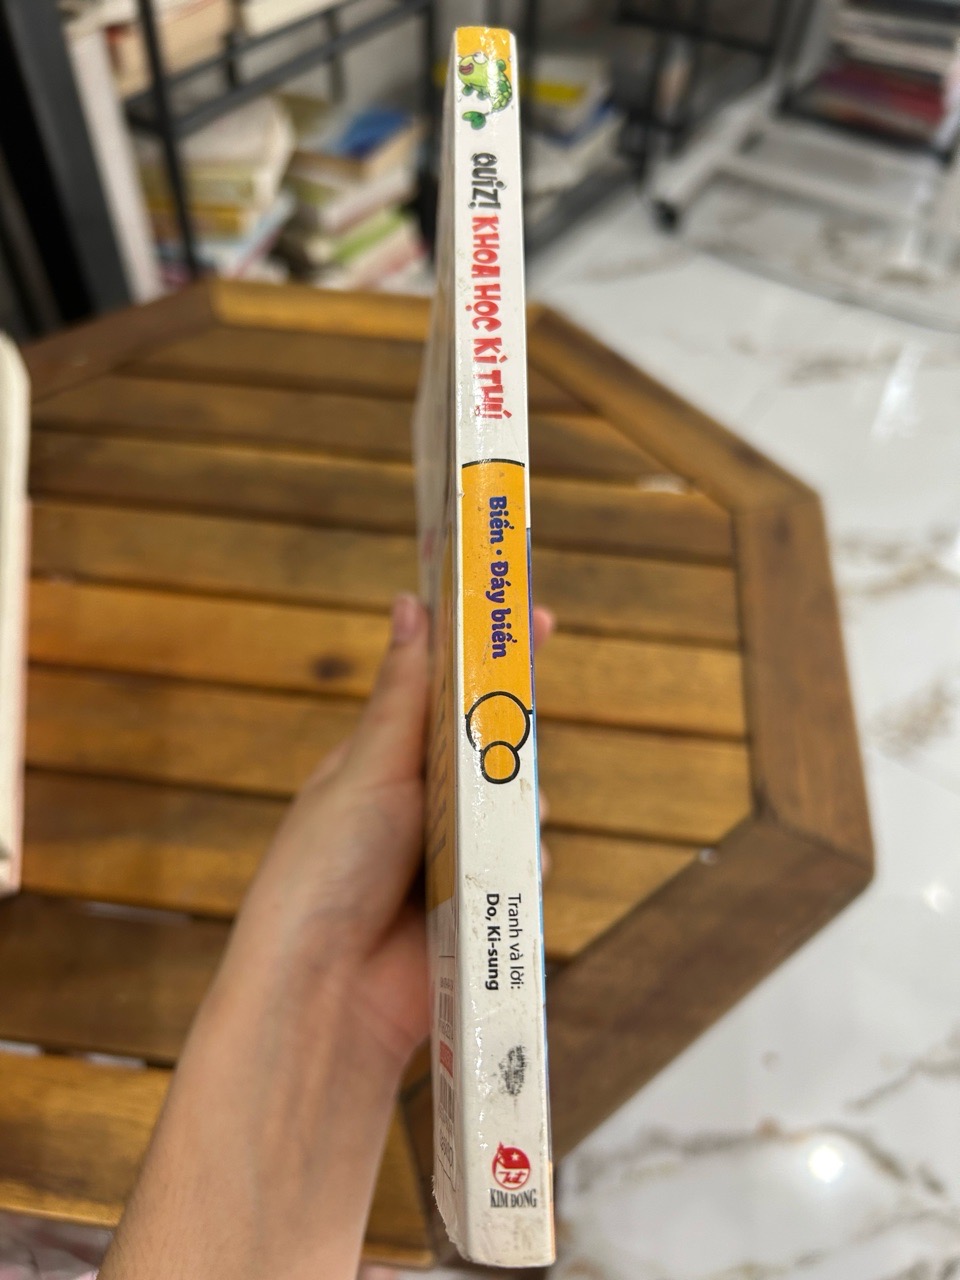 QUIZ! KHOA HỌC KÌ THÚ!
Biển · Đáy biển
Tranh và lời:
Do, Ki-sung
KIM ĐỒNG